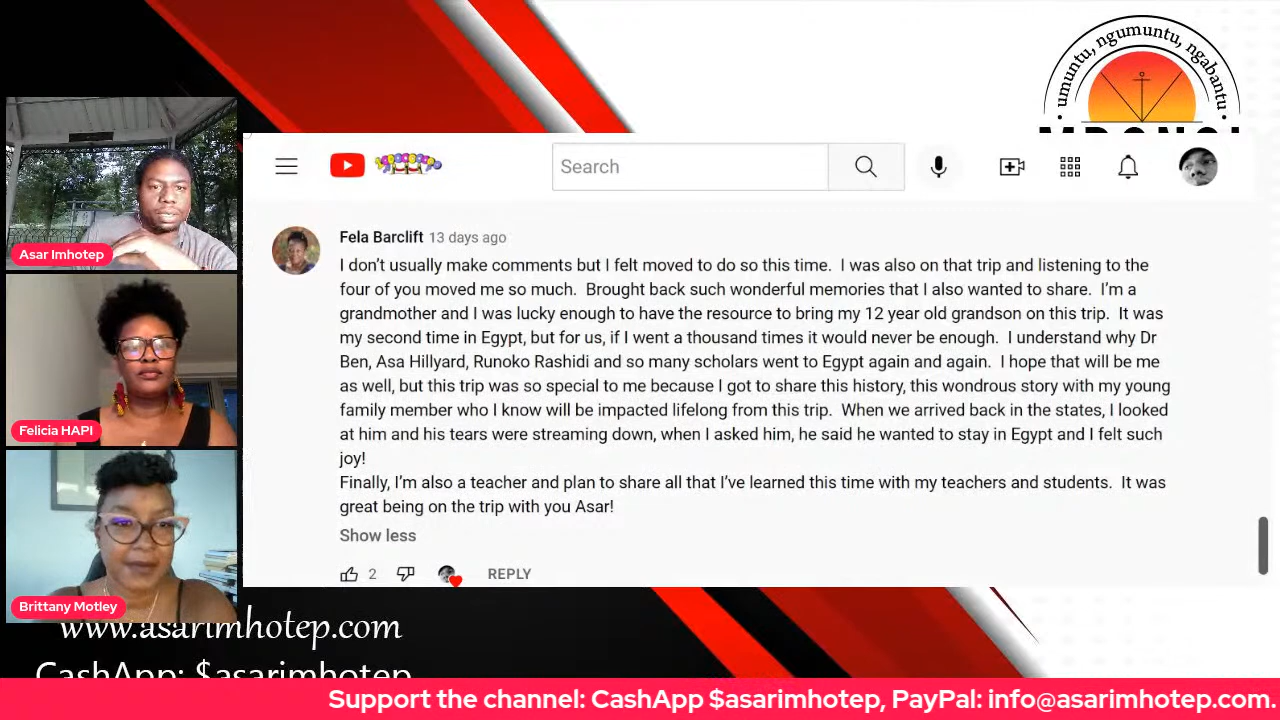 umuntu, ngumuntu, ngabantu
Search
Asar Imhotep
Felicia HAPI
Brittany Motley
Fela Barclift 13 days ago
I don't usually make comments but I felt moved to do so this time.  I was also on that trip and listening to the
four of you moved me so much.  Brought back such wonderful memories that I also wanted to share.  I'm a
grandmother and I was lucky enough to have the resource to bring my 12 year old grandson on this trip.  It was
my second time in Egypt, but for us, if I went a thousand times it would never be enough.  I understand why Dr
Ben, Asa Hillyard, Runoko Rashidi and so many scholars went to Egypt again and again.  I hope that will be me
as well, but this trip was so special to me because I got to share this history, this wondrous story with my young
family member who I know will be impacted lifelong from this trip.  When we arrived back in the states, I looked
at him and his tears were streaming down, when I asked him, he said he wanted to stay in Egypt and I felt such
joy!
Finally, I'm also a teacher and plan to share all that I've learned this time with my teachers and students.  It was
great being on the trip with you Asar!
Show less
2 REPLY
www.asarimhotep.com
CashApp: $asarimhotep
Support the channel: CashApp $asarimhotep, PayPal: info@asarimhotep.com.